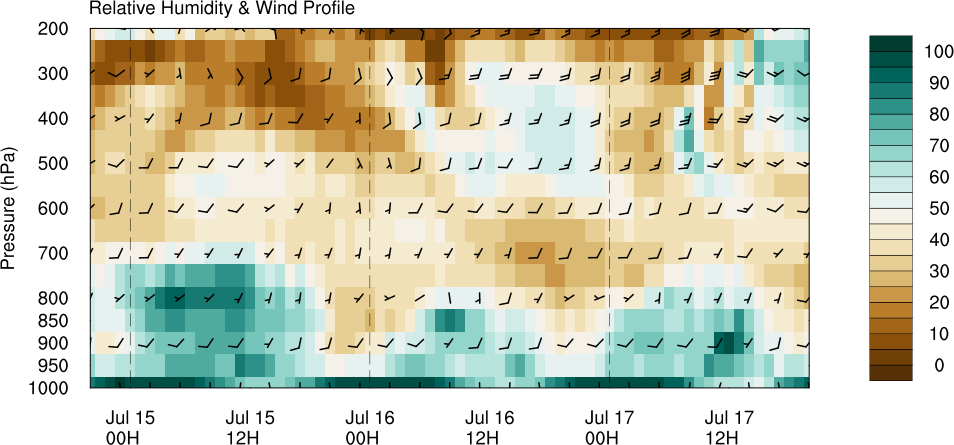 Relative Humidity & Wind Profile
Pressure (hPa)
200
300
400
500
600
700
800
850
900
950
1000
100
90
80
70
60
50
40
30
20
10
0
Jul 15
00H
Jul 15
12H
Jul 16
00H
Jul 16
12H
Jul 17
00H
Jul 17
12H